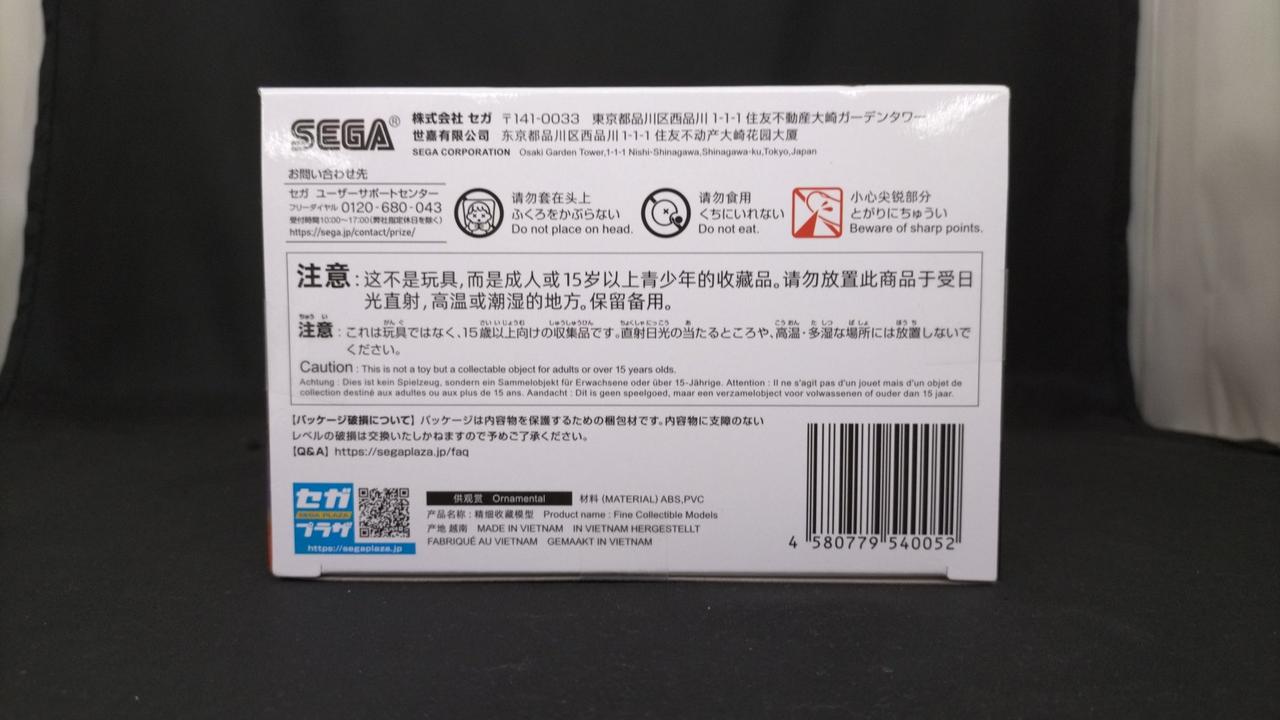 SEGA®
株式会社 セガ 〒141-0033 東京都品川区西品川 1-1-1 住友不動産大崎ガーデンタワー
世嘉有限公司 东京都品川区西品川 1-1-1 住友不动产大崎花园大厦
SEGA CORPORATION Osaki Garden Tower,1-1-1 Nishi-Shinagawa,Shinagawa-ku,Tokyo,Japan
お問い合わせ先
セガ ユーザーサポートセンター
フリーダイヤル 0120-680-043
受付時間10:00〜17:00(弊社指定休日を除く)
https://sega.jp/contact/prize/
请勿套在头上
ふくろをかぶらない
Do not place on head.
请勿食用
くちにいれない
Do not eat.
小心尖锐部分
とがりにちゅうい
Beware of sharp points.
注意:这不是玩具,而是成人或15岁以上青少年的收藏品。请勿放置此商品于受日
光直射,高温或潮湿的地方。保留备用。
注意:これは玩具ではなく、15歳以上向けの収集品です。直射日光の当たるところや、高温・多湿な場所には放置しないで
ください。
Caution : This is not a toy but a collectable object for adults or over 15 years olds.
Achtung : Dies ist kein Spielzeug, sondern ein Sammelobjekt für Erwachsene oder über 15-Jährige. Attention : Il ne s'agit pas d'un jouet mais d'un objet de
collection destiné aux adultes ou aux plus de 15 ans. Aandacht : Dit is geen speelgoed, maar een verzamelobject voor volwassenen of ouder dan 15 jaar.
【パッケージ破損について】パッケージは内容物を保護するための梱包材です。内容物に支障のない
レベルの破損は交換いたしかねますので予めご了承ください。
【Q&A】https://segaplaza.jp/faq
セガ
SEGA PLAZA
プラザ
https://segaplaza.jp
供观赏 Ornamental 材料 (MATERIAL) ABS,PVC
产品名称 : 精细收藏模型 Product name : Fine Collectible Models
产地 越南 MADE IN VIETNAM IN VIETNAM HERGESTELLT
FABRIQUÉ AU VIETNAM GEMAAKT IN VIETNAM
4 580779 540052